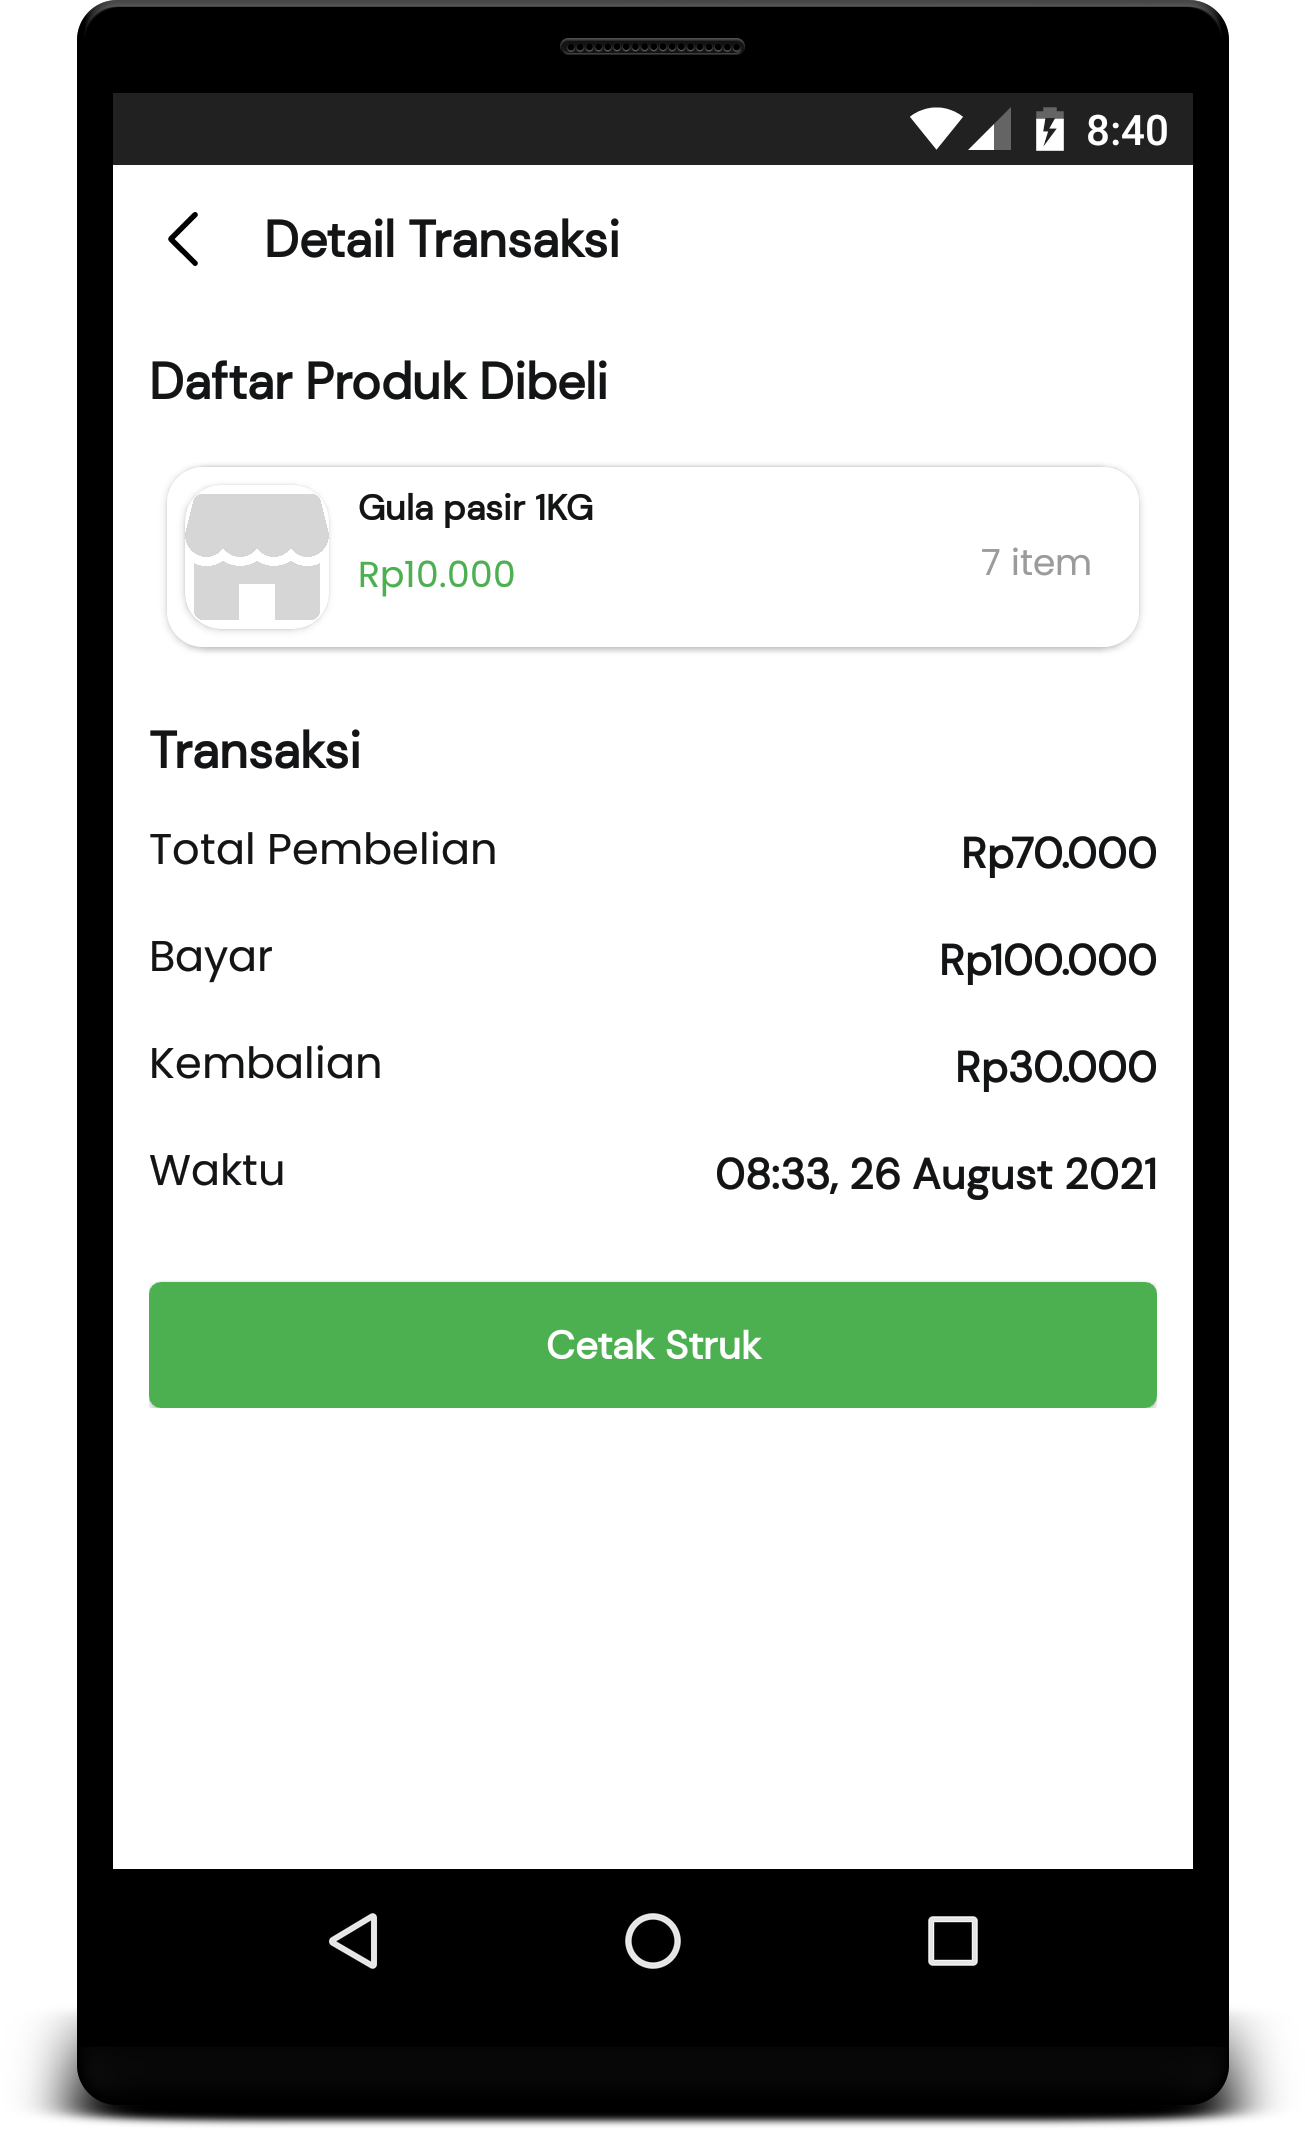 8:40
Detail Transaksi
Daftar Produk Dibeli
Gula pasir 1KG
Rp10.000
7 item
Transaksi
Total Pembelian Rp70.000
Bayar Rp100.000
Kembalian Rp30.000
Waktu 08:33, 26 August 2021
Cetak Struk